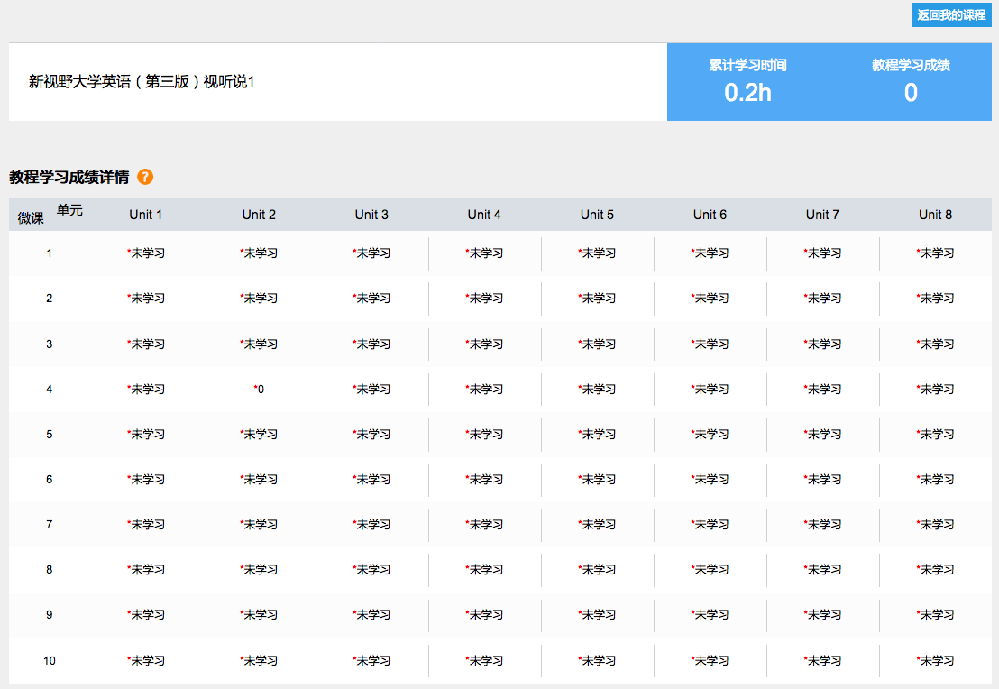 返回我的课程
新视野大学英语（第三版）视听说1
累计学习时间 教程学习成绩
0.2h 0
教程学习成绩详情 ?
微课 单元 Unit 1 Unit 2 Unit 3 Unit 4 Unit 5 Unit 6 Unit 7 Unit 8
1 *未学习 *未学习 *未学习 *未学习 *未学习 *未学习 *未学习 *未学习
2 *未学习 *未学习 *未学习 *未学习 *未学习 *未学习 *未学习 *未学习
3 *未学习 *未学习 *未学习 *未学习 *未学习 *未学习 *未学习 *未学习
4 *未学习 *0 *未学习 *未学习 *未学习 *未学习 *未学习 *未学习
5 *未学习 *未学习 *未学习 *未学习 *未学习 *未学习 *未学习 *未学习
6 *未学习 *未学习 *未学习 *未学习 *未学习 *未学习 *未学习 *未学习
7 *未学习 *未学习 *未学习 *未学习 *未学习 *未学习 *未学习 *未学习
8 *未学习 *未学习 *未学习 *未学习 *未学习 *未学习 *未学习 *未学习
9 *未学习 *未学习 *未学习 *未学习 *未学习 *未学习 *未学习 *未学习
10 *未学习 *未学习 *未学习 *未学习 *未学习 *未学习 *未学习 *未学习